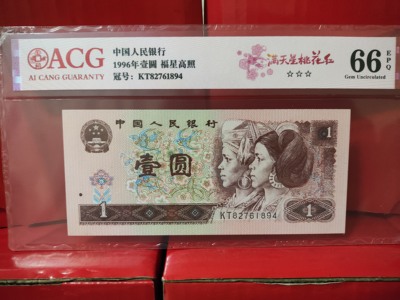 ACG
AI CANG GUARANTY
中国人民银行
1996年壹圆 福星高照
冠号：KT82761894
满天星桃花红
☆☆☆
66 EPQ
Gem Uncirculated
中国人民银行
1
壹圆
KT82761894
1
1